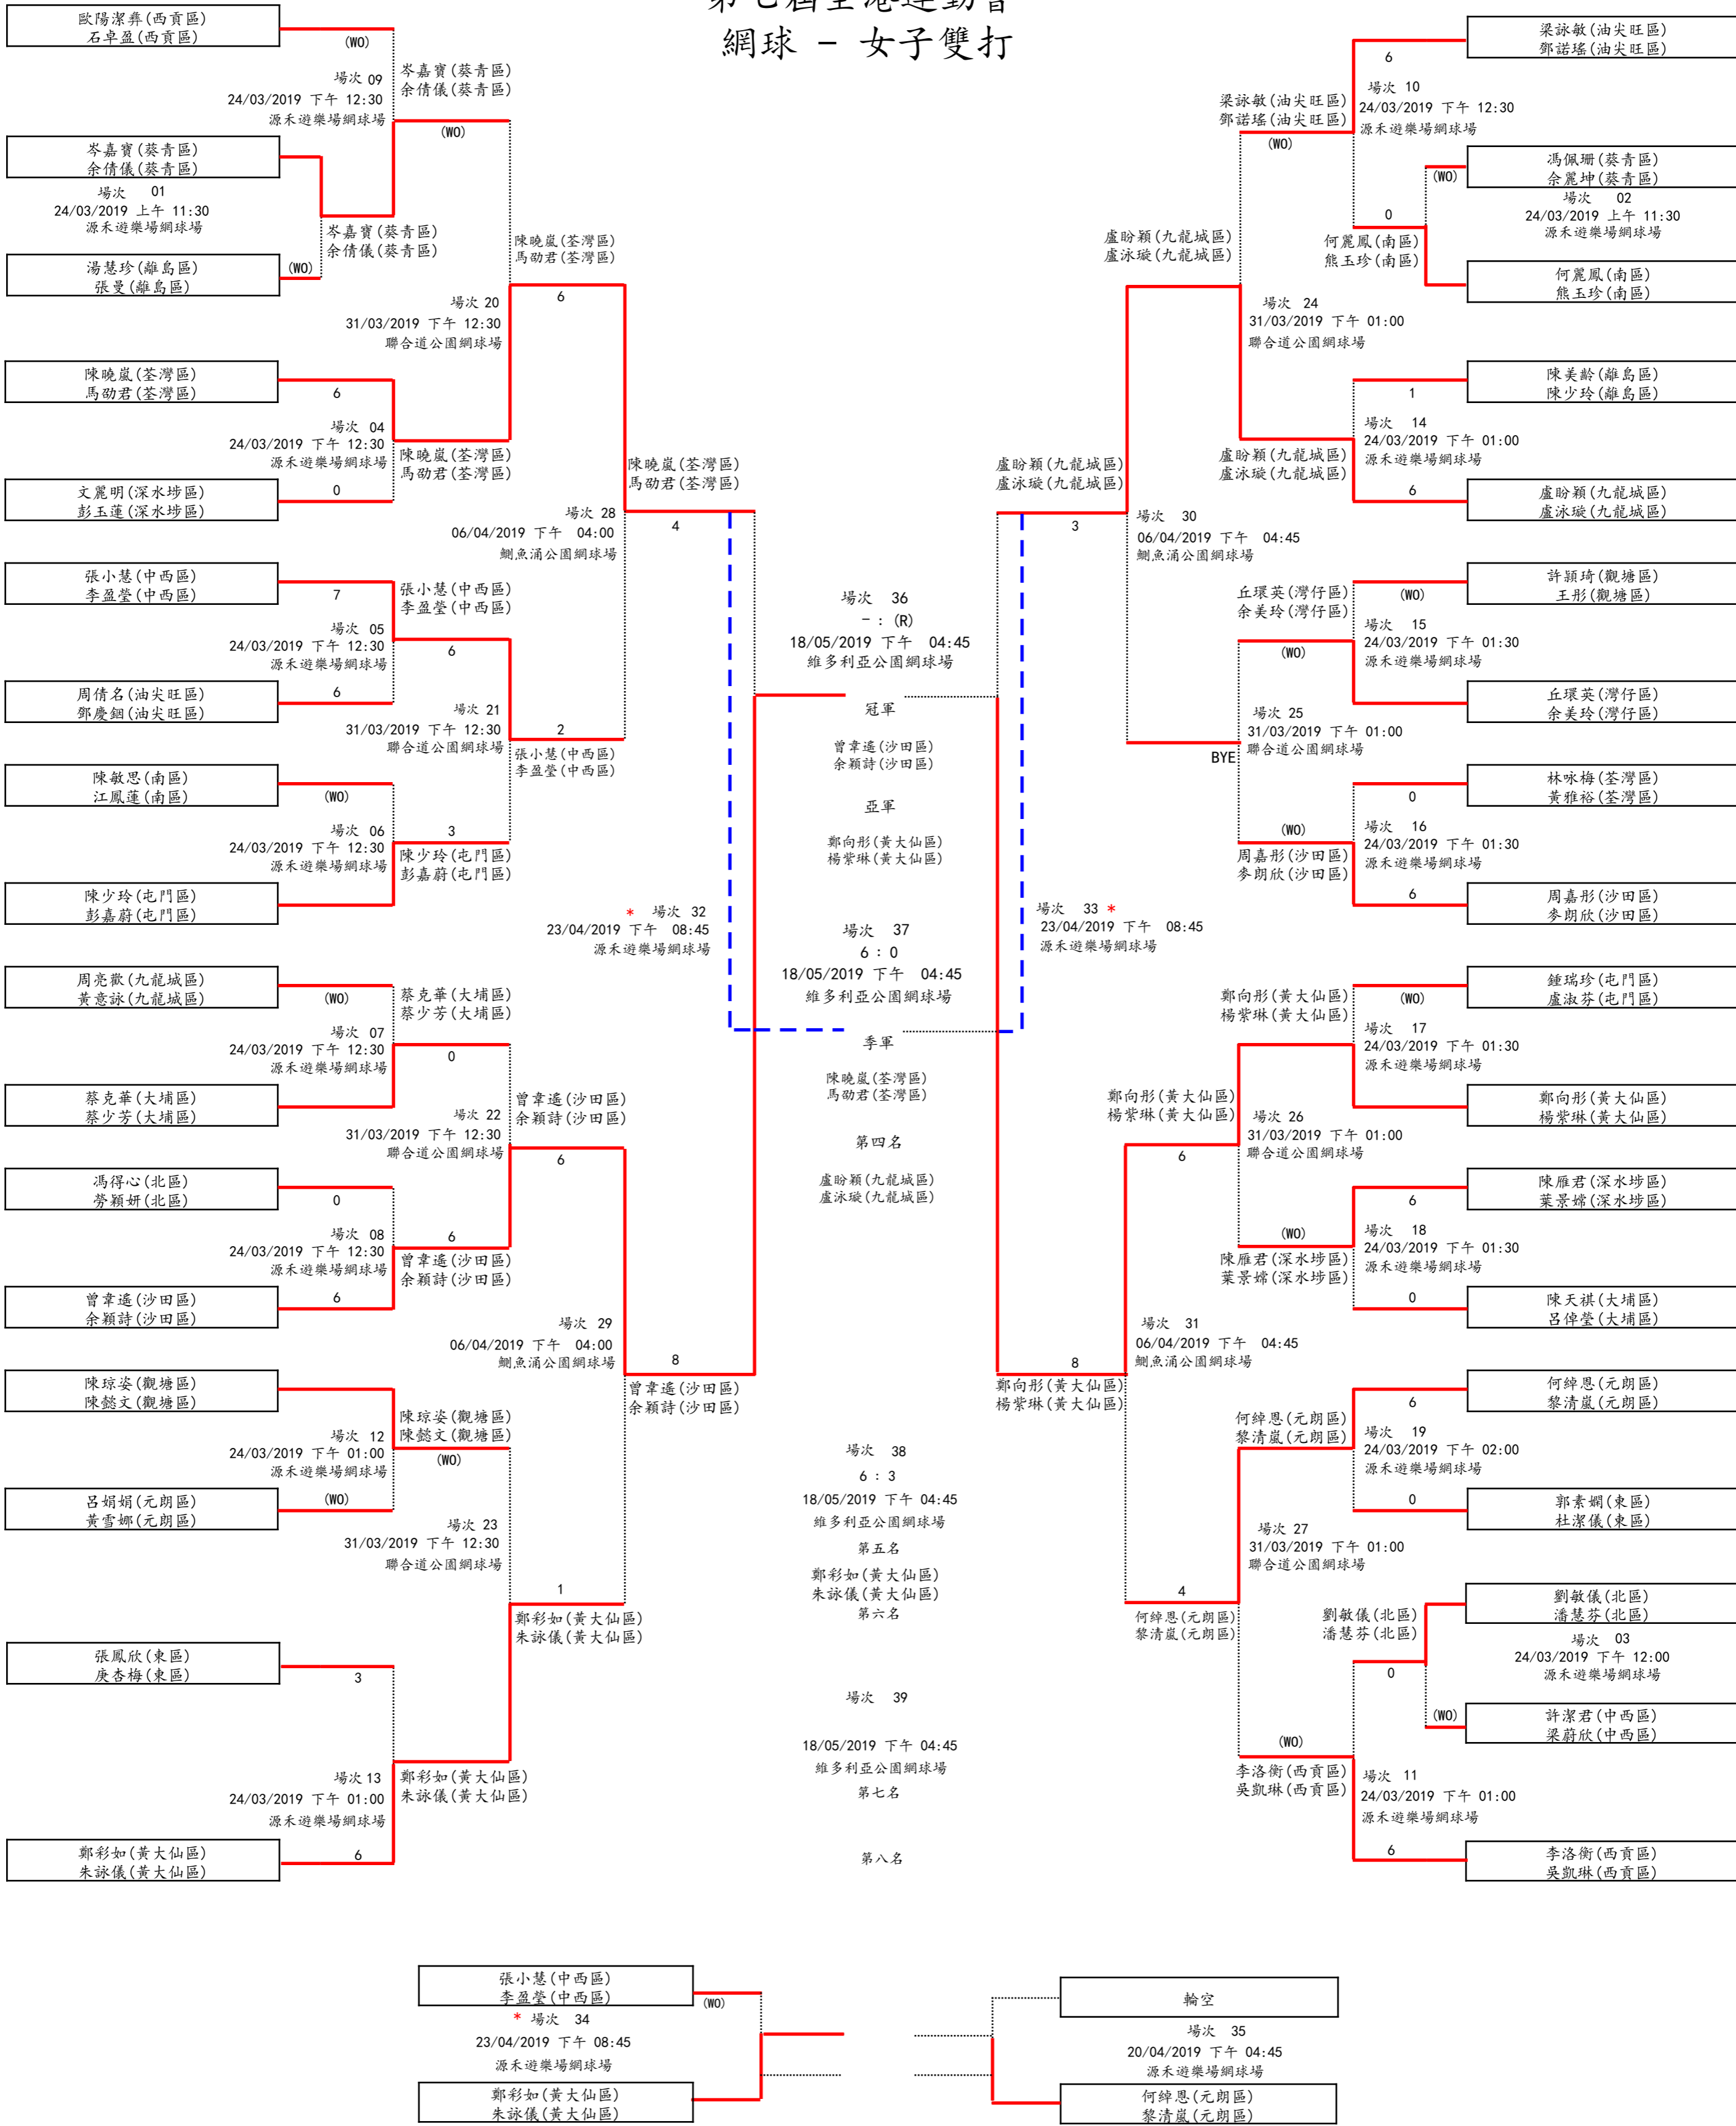 第七屆全港運動會
網球 - 女子雙打
歐陽潔彝(西貢區)
石卓盈(西貢區)
(WO)
場次 09
24/03/2019 下午 12:30
源禾遊樂場網球場
岑嘉寶(葵青區)
余倩儀(葵青區)
(WO)
岑嘉寶(葵青區)
余倩儀(葵青區)
場次 01
24/03/2019 上午 11:30
源禾遊樂場網球場
岑嘉寶(葵青區)
余倩儀(葵青區)
湯慧珍(離島區)
張曼(離島區)
(WO)
陳曉嵐(荃灣區)
馬勁君(荃灣區)
6
場次 20
31/03/2019 下午 12:30
聯合道公園網球場
陳曉嵐(荃灣區)
馬勁君(荃灣區)
6
場次 04
24/03/2019 下午 12:30
源禾遊樂場網球場
陳曉嵐(荃灣區)
馬勁君(荃灣區)
文麗明(深水埗區)
彭玉蓮(深水埗區)
0
陳曉嵐(荃灣區)
馬勁君(荃灣區)
4
場次 28
06/04/2019 下午 04:00
鰂魚涌公園網球場
張小慧(中西區)
李盈瑩(中西區)
7
張小慧(中西區)
李盈瑩(中西區)
6
場次 05
24/03/2019 下午 12:30
源禾遊樂場網球場
周倩名(油尖旺區)
鄧慶錮(油尖旺區)
6
場次 21
31/03/2019 下午 12:30
聯合道公園網球場
2
張小慧(中西區)
李盈瑩(中西區)
陳敏思(南區)
江鳳蓮(南區)
(WO)
場次 06
24/03/2019 下午 12:30
源禾遊樂場網球場
3
陳少玲(屯門區)
彭嘉蔚(屯門區)
陳少玲(屯門區)
彭嘉蔚(屯門區)
* 場次 32
23/04/2019 下午 08:45
源禾遊樂場網球場
周亮歡(九龍城區)
黃意詠(九龍城區)
(WO)
蔡克華(大埔區)
蔡少芳(大埔區)
場次 07
24/03/2019 下午 12:30
源禾遊樂場網球場
0
蔡克華(大埔區)
蔡少芳(大埔區)
場次 22
31/03/2019 下午 12:30
聯合道公園網球場
曾韋遙(沙田區)
余穎詩(沙田區)
6
馮得心(北區)
勞穎妍(北區)
0
場次 08
24/03/2019 下午 12:30
源禾遊樂場網球場
6
曾韋遙(沙田區)
余穎詩(沙田區)
曾韋遙(沙田區)
余穎詩(沙田區)
6
場次 29
06/04/2019 下午 04:00
鰂魚涌公園網球場
8
曾韋遙(沙田區)
余穎詩(沙田區)
陳琼姿(觀塘區)
陳懿文(觀塘區)
陳琼姿(觀塘區)
陳懿文(觀塘區)
(WO)
場次 12
24/03/2019 下午 01:00
源禾遊樂場網球場
呂娟娟(元朗區)
黃雪娜(元朗區)
(WO)
場次 23
31/03/2019 下午 12:30
聯合道公園網球場
1
鄭彩如(黃大仙區)
朱詠儀(黃大仙區)
張鳳欣(東區)
庚杏梅(東區)
3
場次 13
24/03/2019 下午 01:00
源禾遊樂場網球場
鄭彩如(黃大仙區)
朱詠儀(黃大仙區)
鄭彩如(黃大仙區)
朱詠儀(黃大仙區)
6
場次 36
- : (R)
18/05/2019 下午 04:45
維多利亞公園網球場
冠軍
曾韋遙(沙田區)
余穎詩(沙田區)
亞軍
鄭向彤(黃大仙區)
楊紫琳(黃大仙區)
場次 37
6 : 0
18/05/2019 下午 04:45
維多利亞公園網球場
季軍
陳曉嵐(荃灣區)
馬勁君(荃灣區)
第四名
盧盼穎(九龍城區)
盧泳璇(九龍城區)
場次 38
6 : 3
18/05/2019 下午 04:45
維多利亞公園網球場
第五名
鄭彩如(黃大仙區)
朱詠儀(黃大仙區)
第六名
場次 39
18/05/2019 下午 04:45
維多利亞公園網球場
第七名
第八名
梁詠敏(油尖旺區)
鄧諾瑤(油尖旺區)
6
梁詠敏(油尖旺區)
鄧諾瑤(油尖旺區)
(WO)
場次 10
24/03/2019 下午 12:30
源禾遊樂場網球場
馮佩珊(葵青區)
余麗坤(葵青區)
(WO)
場次 02
24/03/2019 上午 11:30
源禾遊樂場網球場
0
何麗鳳(南區)
熊玉珍(南區)
何麗鳳(南區)
熊玉珍(南區)
盧盼穎(九龍城區)
盧泳璇(九龍城區)
場次 24
31/03/2019 下午 01:00
聯合道公園網球場
陳美齡(離島區)
陳少玲(離島區)
1
場次 14
24/03/2019 下午 01:00
源禾遊樂場網球場
盧盼穎(九龍城區)
盧泳璇(九龍城區)
6
盧盼穎(九龍城區)
盧泳璇(九龍城區)
盧盼穎(九龍城區)
盧泳璇(九龍城區)
3
場次 30
06/04/2019 下午 04:45
鰂魚涌公園網球場
許穎琦(觀塘區)
王彤(觀塘區)
(WO)
丘環英(灣仔區)
余美玲(灣仔區)
(WO)
場次 15
24/03/2019 下午 01:30
源禾遊樂場網球場
丘環英(灣仔區)
余美玲(灣仔區)
場次 25
31/03/2019 下午 01:00
聯合道公園網球場
BYE
林咏梅(荃灣區)
黃雅裕(荃灣區)
0
場次 16
24/03/2019 下午 01:30
源禾遊樂場網球場
(WO)
周嘉彤(沙田區)
麥朗欣(沙田區)
6
周嘉彤(沙田區)
麥朗欣(沙田區)
場次 33 *
23/04/2019 下午 08:45
源禾遊樂場網球場
鍾瑞珍(屯門區)
盧淑芬(屯門區)
(WO)
鄭向彤(黃大仙區)
楊紫琳(黃大仙區)
場次 17
24/03/2019 下午 01:30
源禾遊樂場網球場
鄭向彤(黃大仙區)
楊紫琳(黃大仙區)
鄭向彤(黃大仙區)
楊紫琳(黃大仙區)
6
場次 26
31/03/2019 下午 01:00
聯合道公園網球場
陳雁君(深水埗區)
葉景嫦(深水埗區)
6
(WO)
場次 18
24/03/2019 下午 01:30
源禾遊樂場網球場
陳雁君(深水埗區)
葉景嫦(深水埗區)
0
陳天祺(大埔區)
呂倬瑩(大埔區)
場次 31
06/04/2019 下午 04:45
鰂魚涌公園網球場
8
鄭向彤(黃大仙區)
楊紫琳(黃大仙區)
何綽恩(元朗區)
黎清嵐(元朗區)
6
何綽恩(元朗區)
黎清嵐(元朗區)
場次 19
24/03/2019 下午 02:00
源禾遊樂場網球場
0
郭素嫻(東區)
杜潔儀(東區)
場次 27
31/03/2019 下午 01:00
聯合道公園網球場
4
何綽恩(元朗區)
黎清嵐(元朗區)
劉敏儀(北區)
潘慧芬(北區)
劉敏儀(北區)
潘慧芬(北區)
場次 03
24/03/2019 下午 12:00
源禾遊樂場網球場
0
(WO)
許潔君(中西區)
梁蔚欣(中西區)
(WO)
李洛衡(西貢區)
吳凱琳(西貢區)
場次 11
24/03/2019 下午 01:00
源禾遊樂場網球場
6
李洛衡(西貢區)
吳凱琳(西貢區)
張小慧(中西區)
李盈瑩(中西區)
(WO)
* 場次 34
23/04/2019 下午 08:45
源禾遊樂場網球場
鄭彩如(黃大仙區)
朱詠儀(黃大仙區)
輪空
場次 35
20/04/2019 下午 04:45
源禾遊樂場網球場
何綽恩(元朗區)
黎清嵐(元朗區)